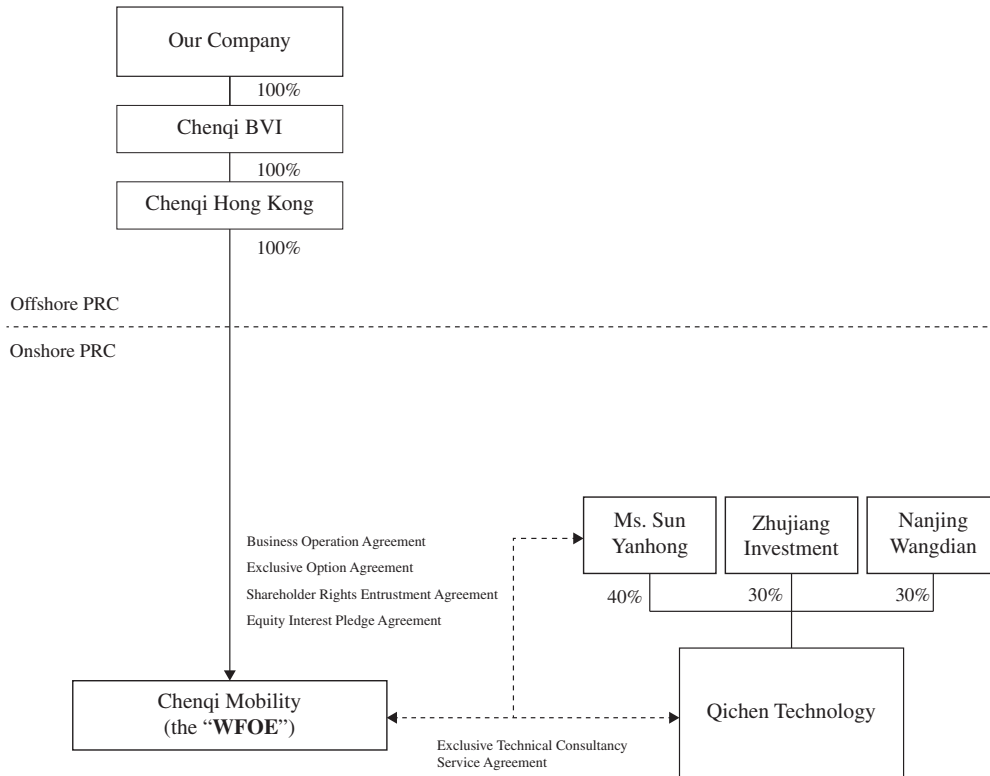 Our Company
100%
Chenqi BVI
100%
Chenqi Hong Kong
100%
Offshore PRC
Onshore PRC
Business Operation Agreement
Exclusive Option Agreement
Shareholder Rights Entrustment Agreement
Equity Interest Pledge Agreement
Ms. Sun
Yanhong
Zhujiang
Investment
Nanjing
Wangdian
40%
30%
30%
Chenqi Mobility
(the “WFOE”)
Qichen Technology
Exclusive Technical Consultancy
Service Agreement